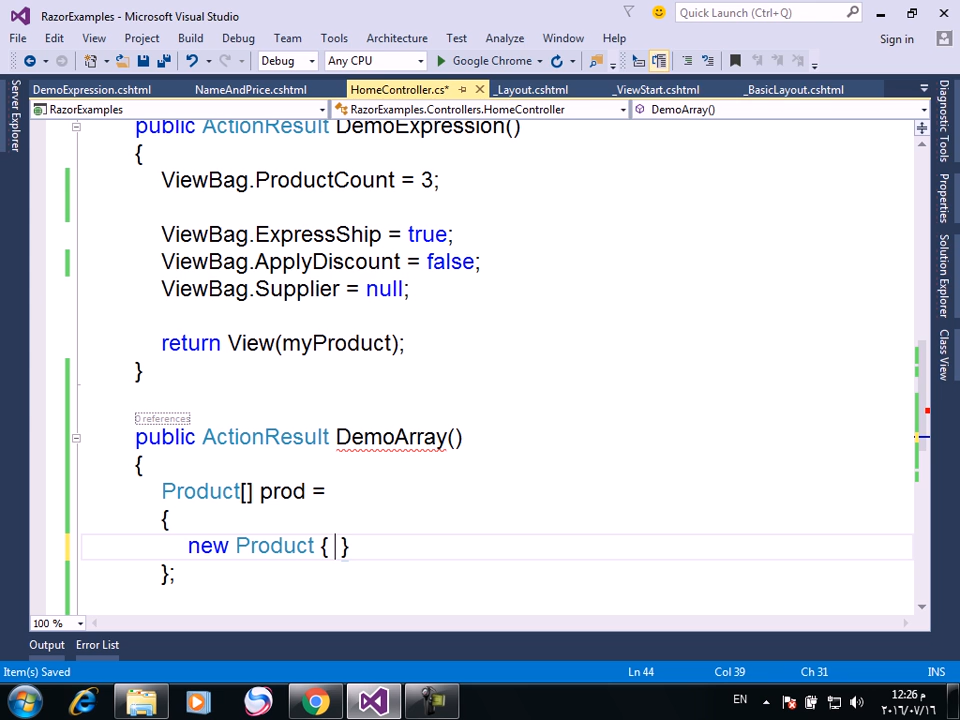 RazorExamples - Microsoft Visual Studio
Quick Launch (Ctrl+Q)
File Edit View Project Build Debug Team Tools Architecture Test Analyze Window Help
Sign in
Debug Any CPU Google Chrome
DemoExpression.cshtml NameAndPrice.cshtml HomeController.cs* _Layout.cshtml _ViewStart.cshtml _BasicLayout.cshtml
RazorExamples RazorExamples.Controllers.HomeController DemoArray()
Server Explorer
Diagnostic Tools
Properties
Solution Explorer
Class View
public ActionResult DemoExpression()
{
ViewBag.ProductCount = 3;
ViewBag.ExpressShip = true;
ViewBag.ApplyDiscount = false;
ViewBag.Supplier = null;
return View(myProduct);
}
0 references
public ActionResult DemoArray()
{
Product[] prod =
{
new Product { }
};
100 %
Output Error List
Item(s) Saved Ln 44 Col 39 Ch 31 INS
EN
12:26 م
٢٠١٦/٠٧/١٦